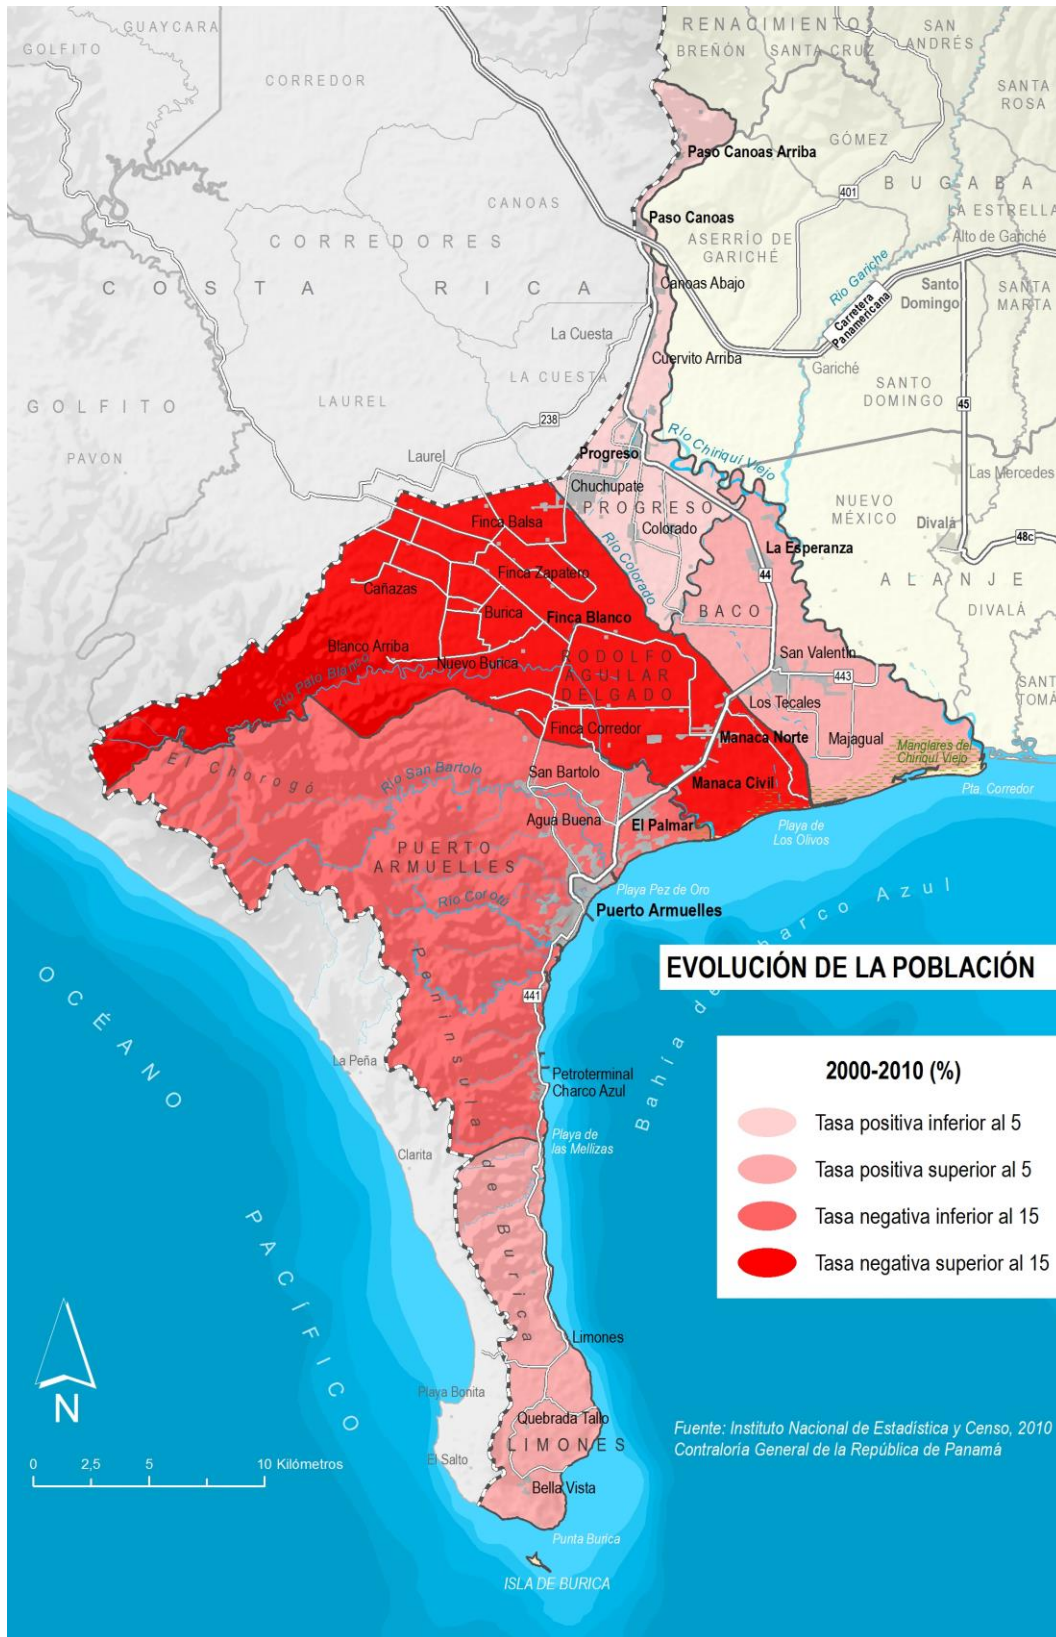 GUAYCARA
GOLFITO
CORREDOR
RENACIMIENTO
BREÑÓN
SANTA CRUZ
SAN
ANDRÉS
SANTA
ROSA
GÓMEZ
Paso Canoas Arriba
401
BUGABA
CANOAS
LA ESTRELLA
Paso Canoas
CORREDORES
ASERRÍO DE
GARICHÉ
Alto de Gariché
Río Gariche
Canoas Abajo
COSTA RICA
Santo
Domingo
SANTA
MARTA
Carretera
Panamericana
La Cuesta
Cuervito Arriba
Gariché
LA CUESTA
SANTO
DOMINGO
LAUREL
GOLFITO
45
238
Río Chiriquí Viejo
PAVON
Laurel
Progreso
Las Mercedes
Chuchupate
NUEVO
MÉXICO
PROGRESO
Finca Balsa
Colorado
Divalá
48c
La Esperanza
Río Colorado
Finca Zapatero
44
ALANJE
Cañazas
Burica
Finca Blanco
BACO
DIVALÁ
Blanco Arriba
Nuevo Burica
RODOLFO
AGUILAR
DELGADO
San Valentín
Río Palo Blanco
443
SANT
TOMÁ
Los Tecales
Finca Corredor
Manaca Norte
Majagual
Manglares del
Chiriquí Viejo
El Chorogó
Río San Bartolo
San Bartolo
Manaca Civil
Pta. Corredor
Agua Buena
El Palmar
Playa de
Los Olivos
PUERTO
ARMUELLES
Playa Pez de Oro
Río Corotú
Puerto Armuelles
Bahía de Charco Azul
EVOLUCIÓN DE LA POBLACIÓN
OCÉANO PACÍFICO
Península de Burica
441
La Peña
Petroterminal
Charco Azul
2000-2010 (%)
Tasa positiva inferior al 5
Playa de
las Mellizas
Clarita
Tasa positiva superior al 5
Tasa negativa inferior al 15
Tasa negativa superior al 15
Limones
Playa Bonita
N
Quebrada Tallo
LIMONES
Fuente: Instituto Nacional de Estadística y Censo, 2010
Contraloría General de la República de Panamá
El Salto
0 2,5 5 10 Kilómetros
Bella Vista
Punta Burica
ISLA DE BURICA